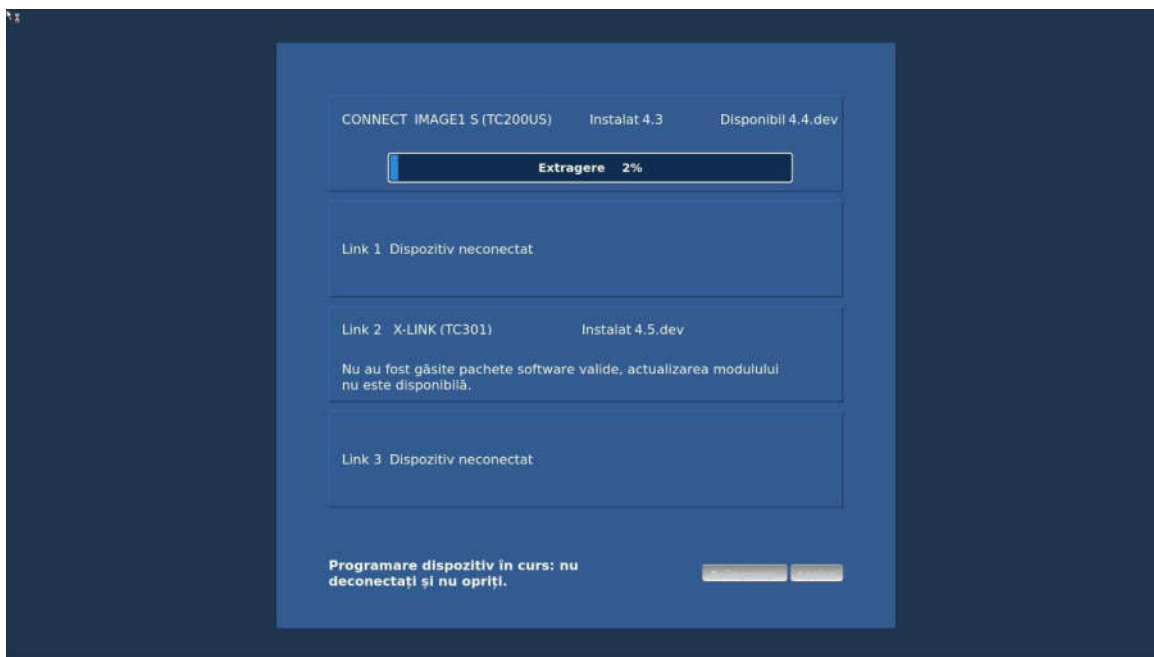 CONNECT IMAGE1 S (TC200US) Instalat 4.3 Disponibil 4.4.dev
Extragere 2%
Link 1 Dispozitiv neconectat
Link 2 X-LINK (TC301) Instalat 4.5.dev
Nu au fost găsite pachete software valide, actualizarea modulului
nu este disponibilă.
Link 3 Dispozitiv neconectat
Programare dispozitiv în curs: nu
deconectați și nu opriți.